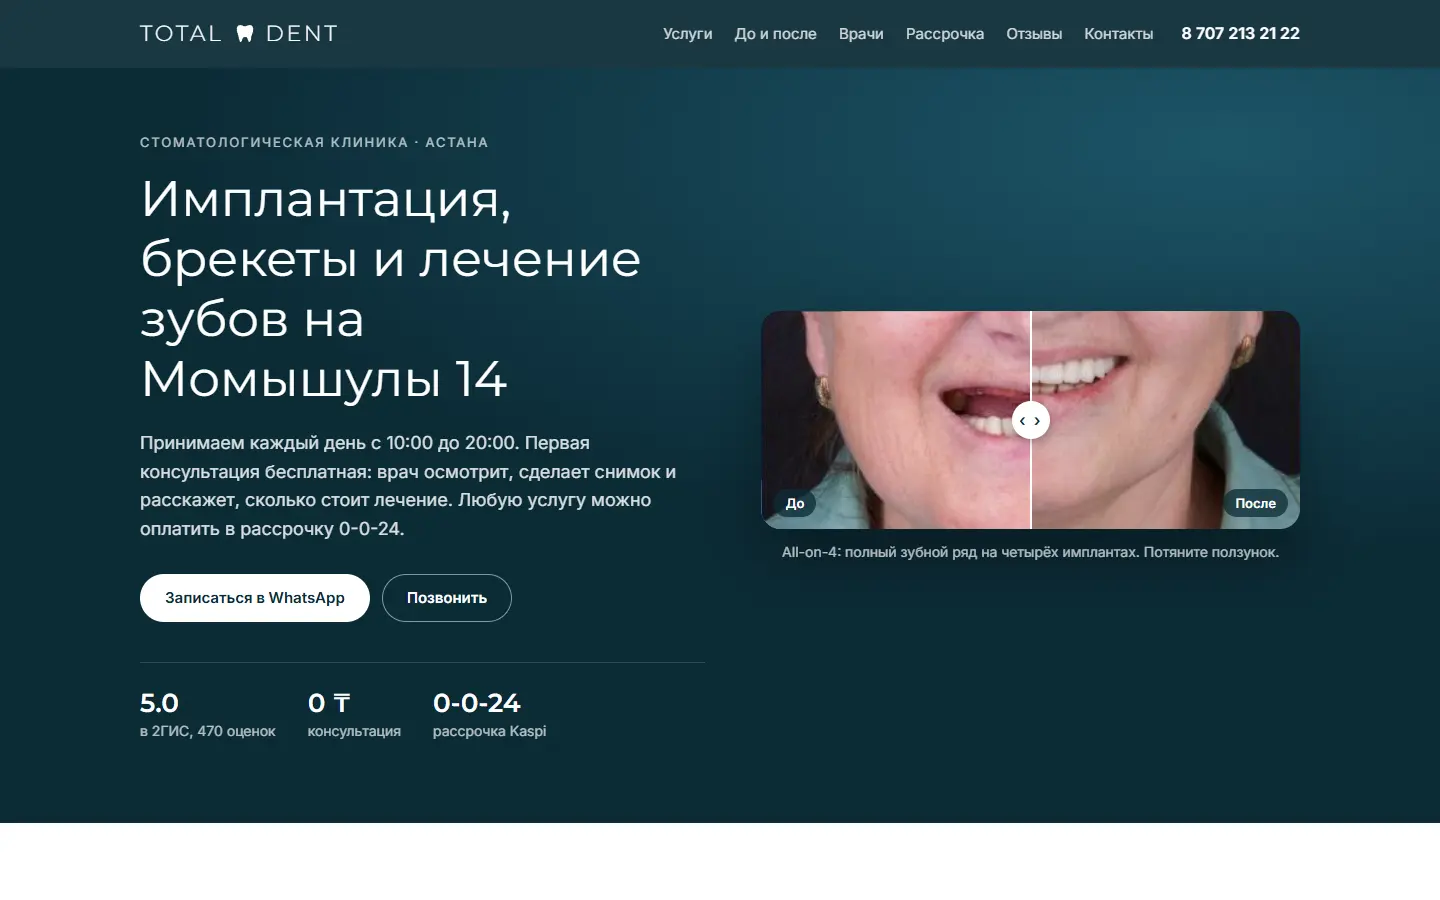 TOTAL DENT
Услуги До и после Врачи Рассрочка Отзывы Контакты 8 707 213 21 22
СТОМАТОЛОГИЧЕСКАЯ КЛИНИКА · АСТАНА
Имплантация,
брекеты и лечение
зубов на
Момышулы 14
Принимаем каждый день с 10:00 до 20:00. Первая
консультация бесплатная: врач осмотрит, сделает снимок и
расскажет, сколько стоит лечение. Любую услугу можно
оплатить в рассрочку 0-0-24.
Записаться в WhatsApp Позвонить
5.0 0 ₸ 0-0-24
в 2ГИС, 470 оценок консультация рассрочка Kaspi
До После
All-on-4: полный зубной ряд на четырёх имплантах. Потяните ползунок.